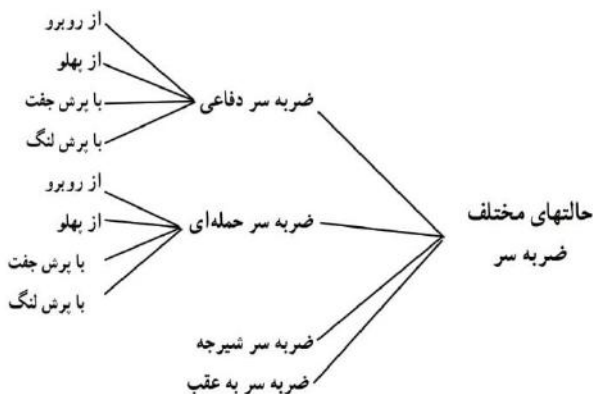 حالتهای مختلف
ضربه سر
ضربه سر دفاعی
از روبرو
از پهلو
با پرش جفت
با پرش لنگ
ضربه سر حمله‌ای
از روبرو
از پهلو
با پرش جفت
با پرش لنگ
ضربه سر شیرجه
ضربه سر به عقب